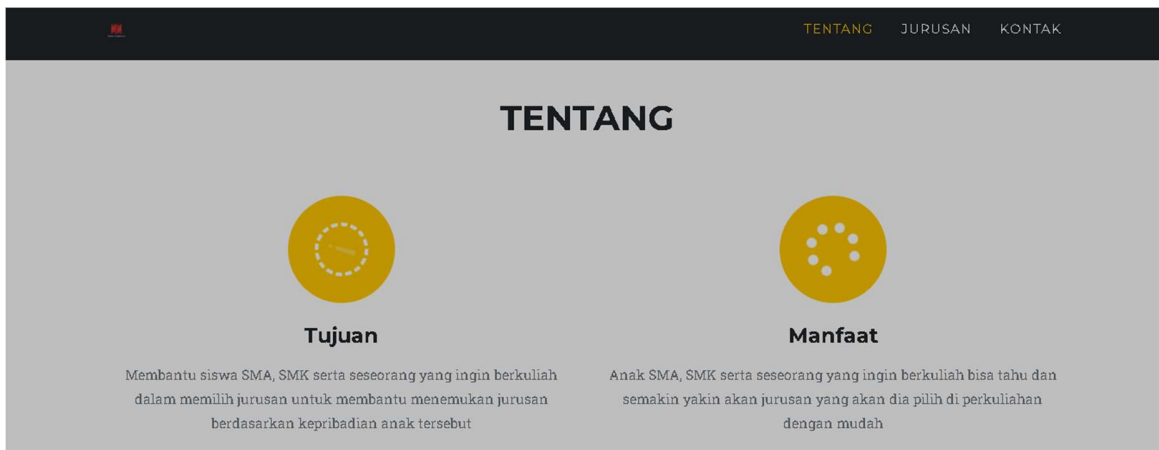 TENTANG JURUSAN KONTAK
TENTANG
Tujuan
Membantu siswa SMA, SMK serta seseorang yang ingin berkuliah
dalam memilih jurusan untuk membantu menemukan jurusan
berdasarkan kepribadian anak tersebut
Manfaat
Anak SMA, SMK serta seseorang yang ingin berkuliah bisa tahu dan
semakin yakin akan jurusan yang akan dia pilih di perkuliahan
dengan mudah